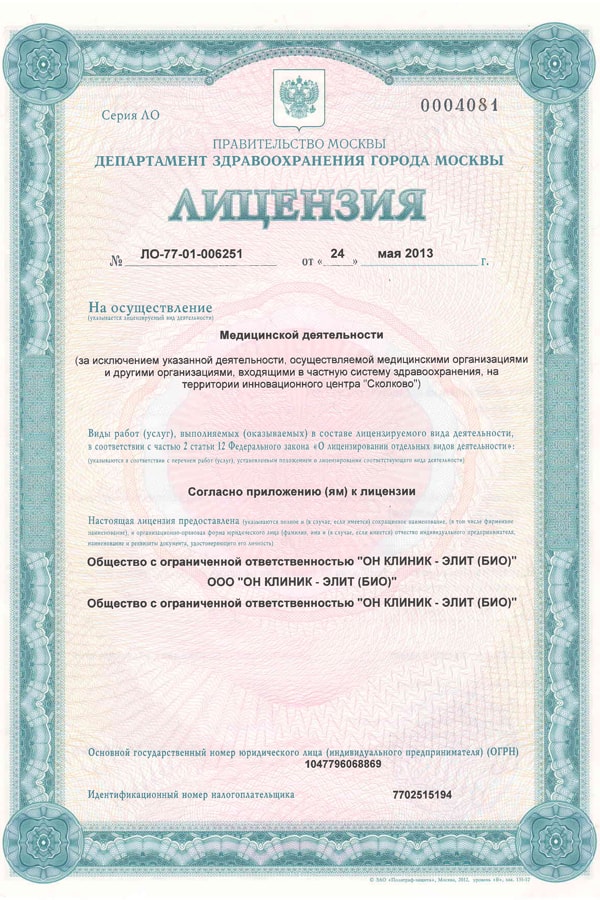 Серия ЛО
0004081
ПРАВИТЕЛЬСТВО МОСКВЫ
ДЕПАРТАМЕНТ ЗДРАВООХРАНЕНИЯ ГОРОДА МОСКВЫ
ЛИЦЕНЗИЯ
№ ЛО-77-01-006251 от « 24 » мая 2013 г.
На осуществление
(указывается лицензируемый вид деятельности)
Медицинской деятельности
(за исключением указанной деятельности, осуществляемой медицинскими организациями
и другими организациями, входящими в частную систему здравоохранения, на
территории инновационного центра "Сколково")
Виды работ (услуг), выполняемых (оказываемых) в составе лицензируемого вида деятельности,
в соответствии с частью 2 статьи 12 Федерального закона «О лицензировании отдельных видов деятельности»:
(указываются в соответствии с перечнем работ (услуг), установленным положением о лицензировании соответствующего вида деятельности)
Согласно приложению (ям) к лицензии
Настоящая лицензия предоставлена (указываются полное и (в случае, если имеется) сокращенное наименование, (в том числе фирменное
наименование), и организационно-правовая форма юридического лица (фамилия, имя и (в случае, если имеется) отчество индивидуального предпринимателя,
наименование и реквизиты документа, удостоверяющего его личность)
Общество с ограниченной ответственностью "ОН КЛИНИК - ЭЛИТ (БИО)"
ООО "ОН КЛИНИК - ЭЛИТ (БИО)"
Общество с ограниченной ответственностью "ОН КЛИНИК - ЭЛИТ (БИО)"
Основной государственный номер юридического лица (индивидуального предпринимателя) (ОГРН)
1047796068869
Идентификационный номер налогоплательщика 7702515194
© ЗАО «Полиграф-защита», Москва, 2012, уровень «Б», зак.